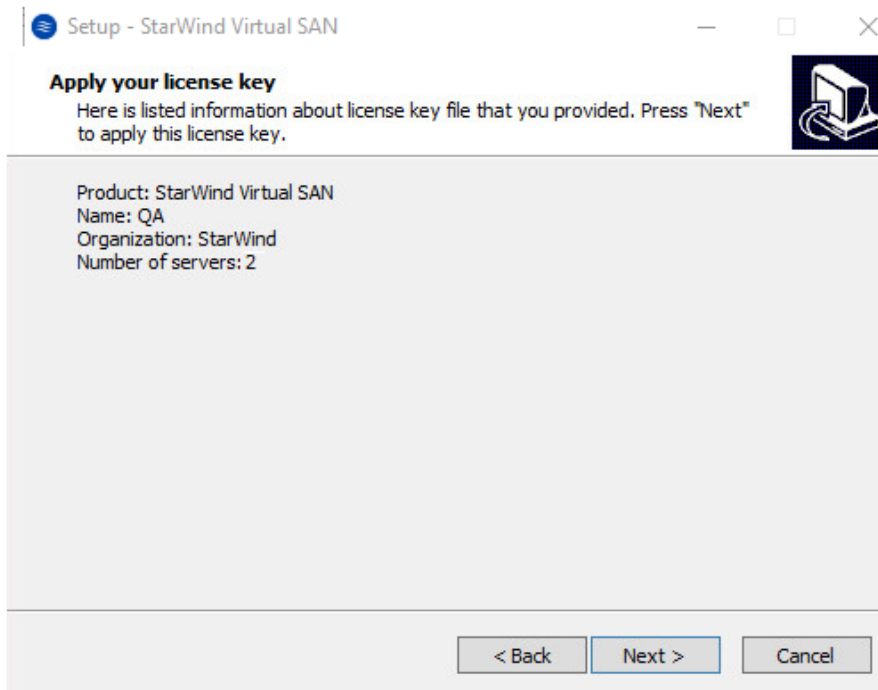 Setup - StarWind Virtual SAN
Apply your license key
Here is listed information about license key file that you provided. Press "Next"
to apply this license key.
Product: StarWind Virtual SAN
Name: QA
Organization: StarWind
Number of servers: 2
< Back
Next >
Cancel